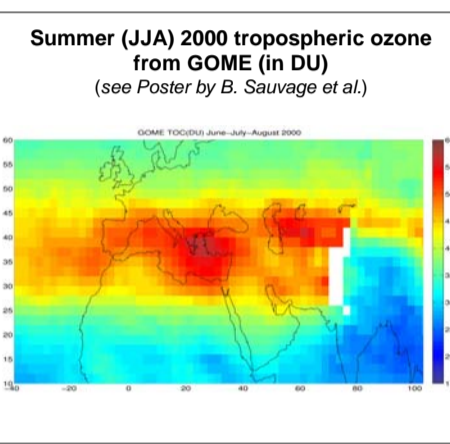 Summer (JJA) 2000 tropospheric ozone
from GOME (in DU)
(see Poster by B. Sauvage et al.)
GOME TOC(DU) June-July-August 2000
60
55
50
45
40
35
30
25
20
15
10
-40 -20 0 20 40 60 80 100